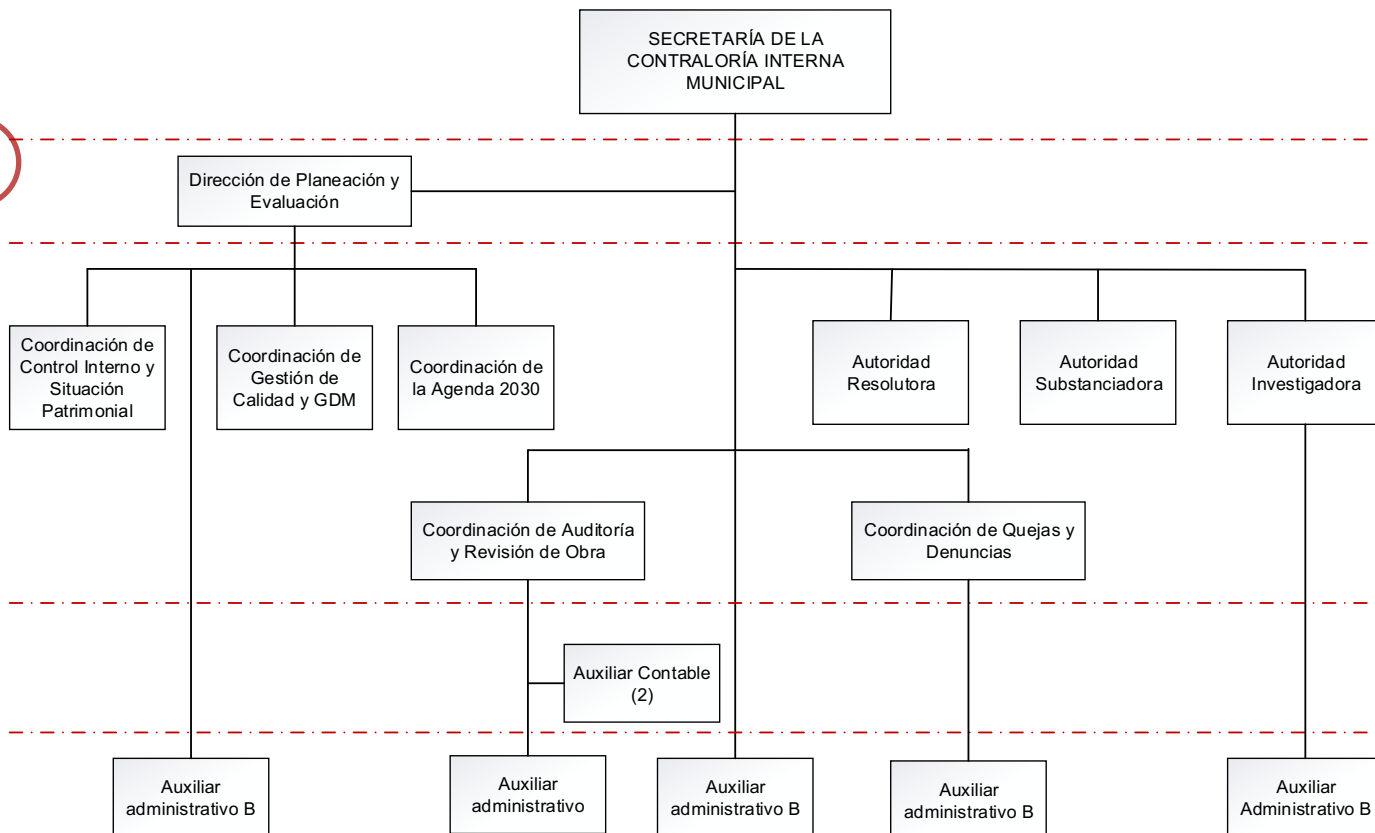 SECRETARÍA DE LA
CONTRALORÍA INTERNA
MUNICIPAL
Dirección de Planeación y
Evaluación
Coordinación de
Control Interno y
Situación
Patrimonial
Coordinación de
Gestión de
Calidad y GDM
Coordinación de
la Agenda 2030
Autoridad
Resolutora
Autoridad
Substanciadora
Autoridad
Investigadora
Coordinación de Auditoría
y Revisión de Obra
Coordinación de Quejas y
Denuncias
Auxiliar Contable
(2)
Auxiliar
administrativo B
Auxiliar
administrativo
Auxiliar
administrativo B
Auxiliar
administrativo B
Auxiliar
Administrativo B